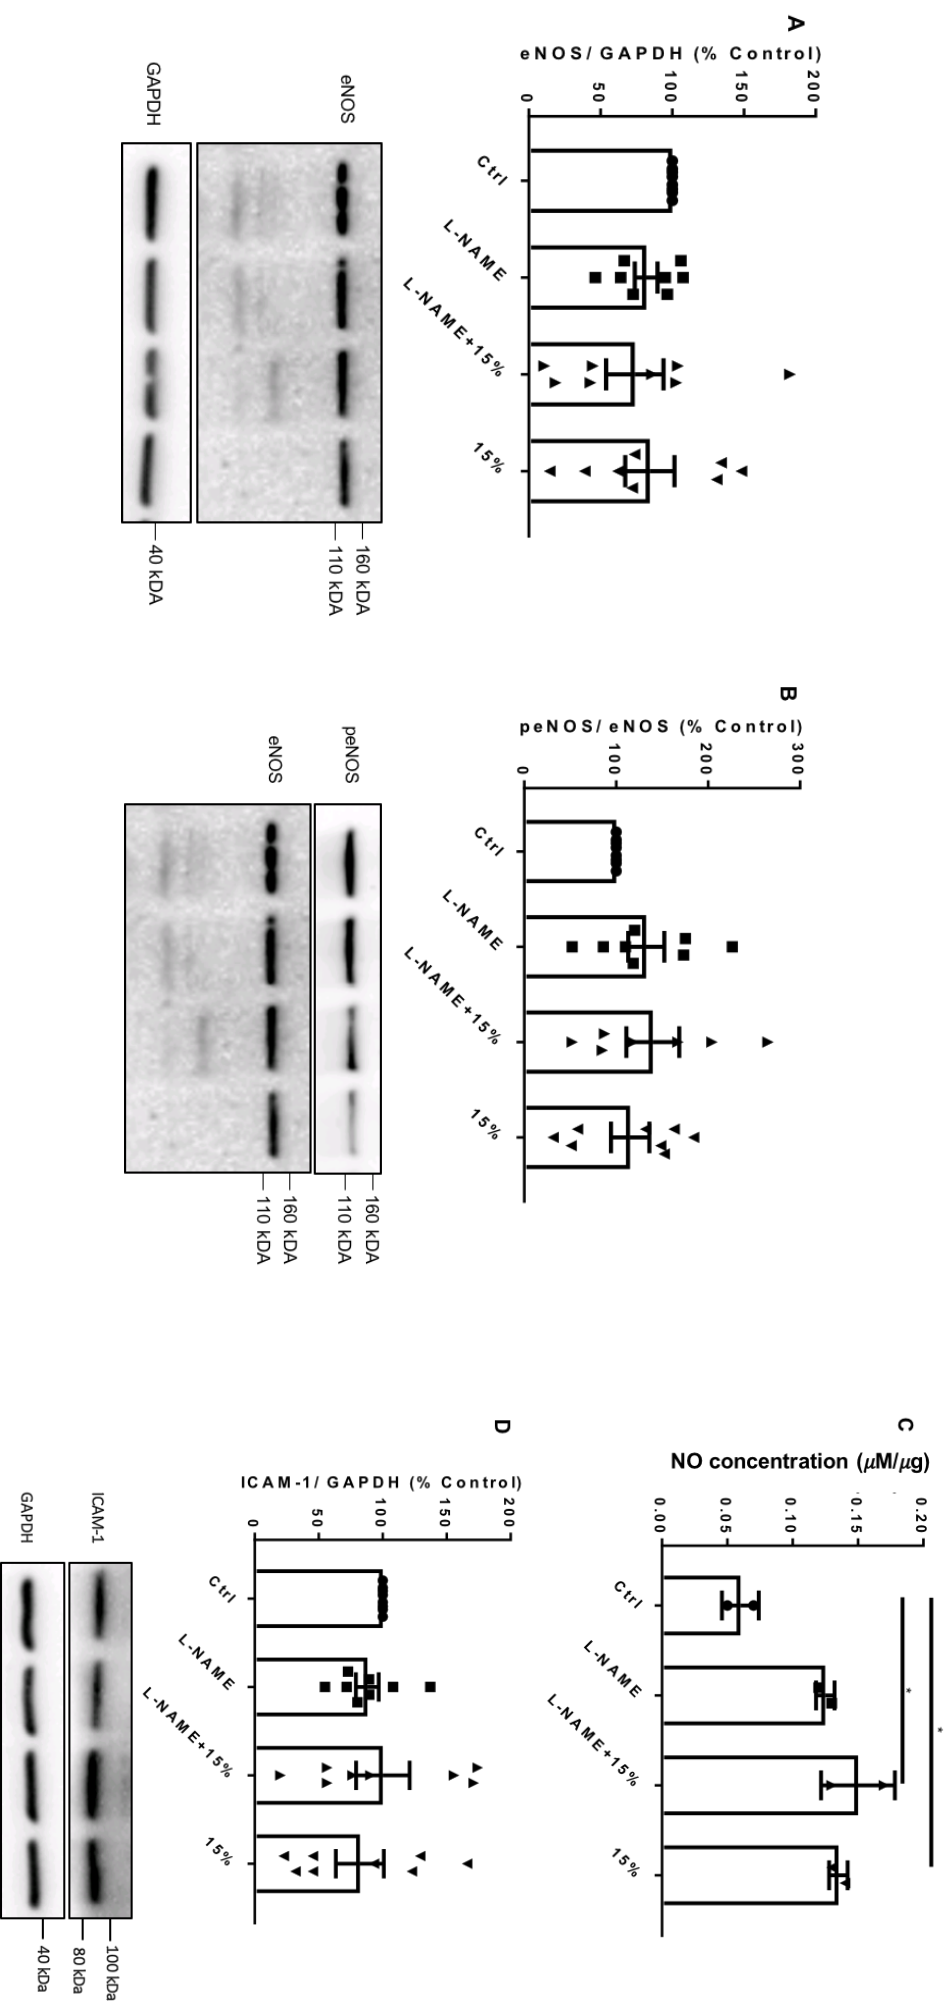 A
eNOS/ GAPDH (% Control)
200
150
100
50
0
Ctrl
L-NAME
L-NAME+15%
15%
eNOS
160 kDA
110 kDA
GAPDH
40 kDA
B
peNOS/ eNOS (% Control)
300
200
100
0
Ctrl
L-NAME
L-NAME+15%
15%
peNOS
160 kDA
110 kDA
eNOS
160 kDA
110 kDA
C
NO concentration (µM/µg)
0.20
0.15
0.10
0.05
0.00
*
*
Ctrl
L-NAME
L-NAME+15%
15%
D
ICAM-1/ GAPDH (% Control)
200
150
100
50
0
Ctrl
L-NAME
L-NAME+15%
15%
ICAM-1
100 kDa
80 kDa
GAPDH
40 kDa